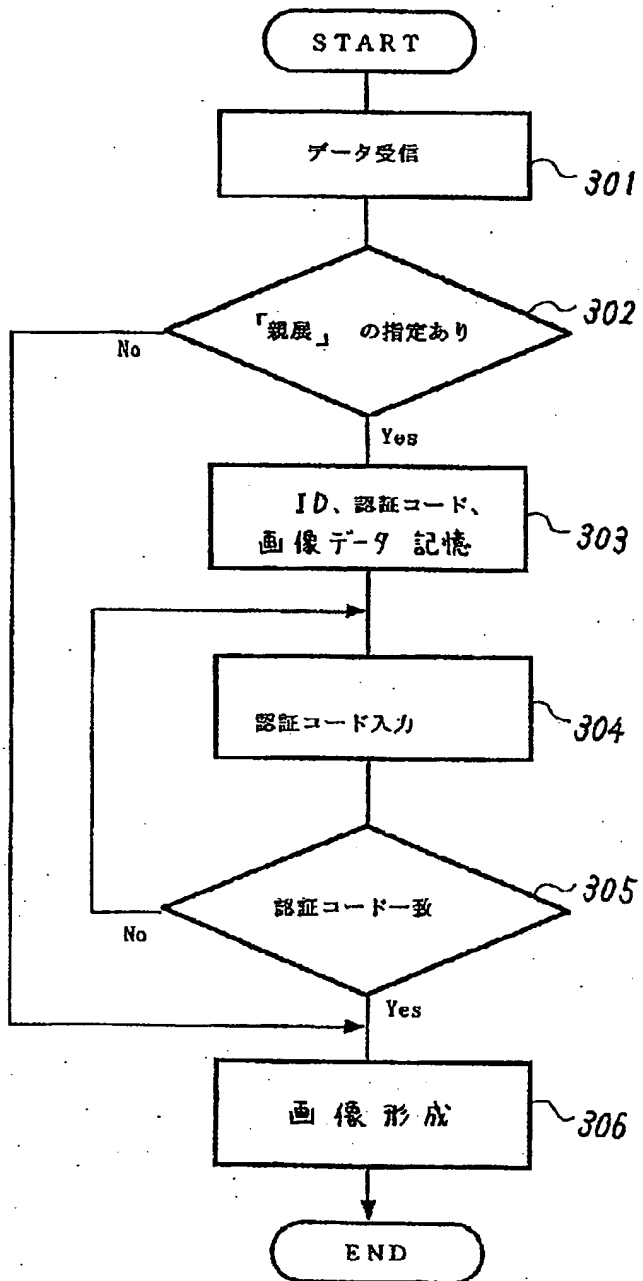 START
データ受信
301
「親展」 の指定あり
302
No
Yes
ID、認証コード、
画像データ 記憶
303
認証コード入力
304
認証コード一致
305
No
Yes
画像形成
306
END